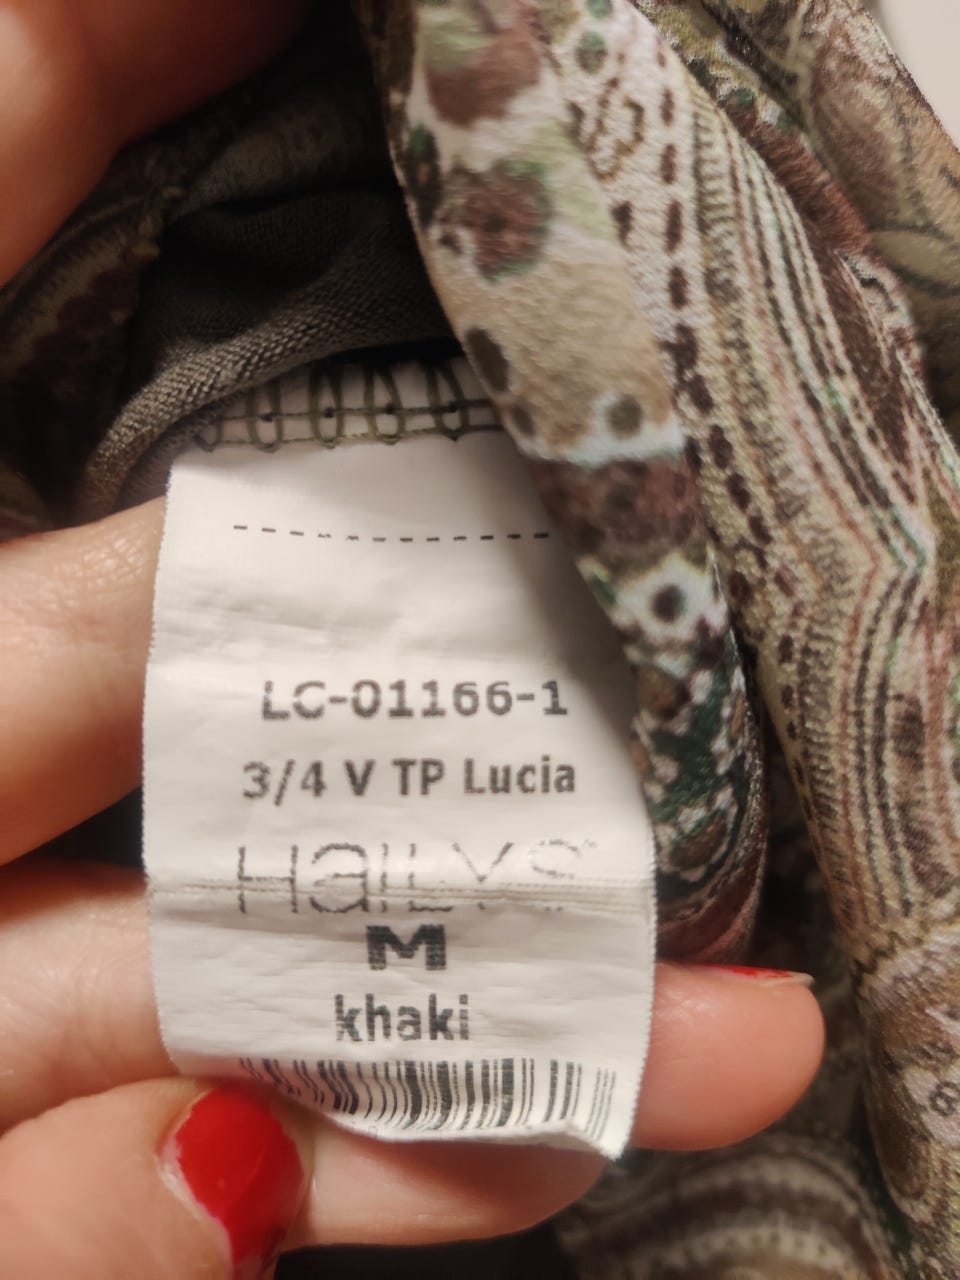 LC-01166-1
3/4 V TP Lucia
HaILYS
M
khaki